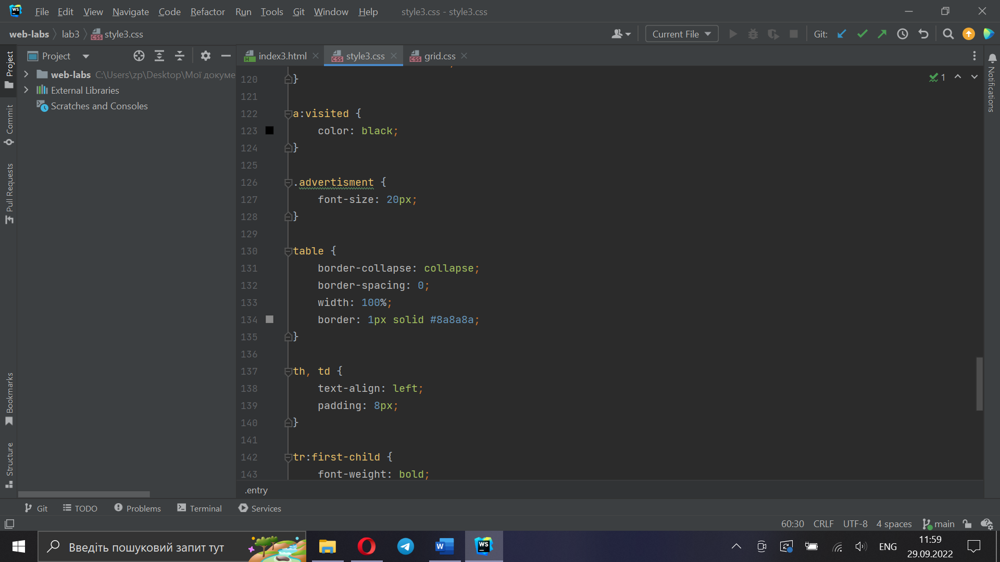 File Edit View Navigate Code Refactor Run Tools Git Window Help style3.css - style3.css
web-labs lab3 style3.css Current File Git:
Project index3.html style3.css grid.css
web-labs C:\Users\zp\Desktop\Мої докуме
External Libraries
Scratches and Consoles
Project
Commit
Pull Requests
Bookmarks
Structure
Notifications
1
120 }
121
122 a:visited {
123 color: black;
124 }
125
126 .advertisment {
127 font-size: 20px;
128 }
129
130 table {
131 border-collapse: collapse;
132 border-spacing: 0;
133 width: 100%;
134 border: 1px solid #8a8a8a;
135 }
136
137 th, td {
138 text-align: left;
139 padding: 8px;
140 }
141
142 tr:first-child {
143 font-weight: bold;
.entry
Git TODO Problems Terminal Services
60:30 CRLF UTF-8 4 spaces main
Введіть пошуковий запит тут
ENG
11:59
29.09.2022